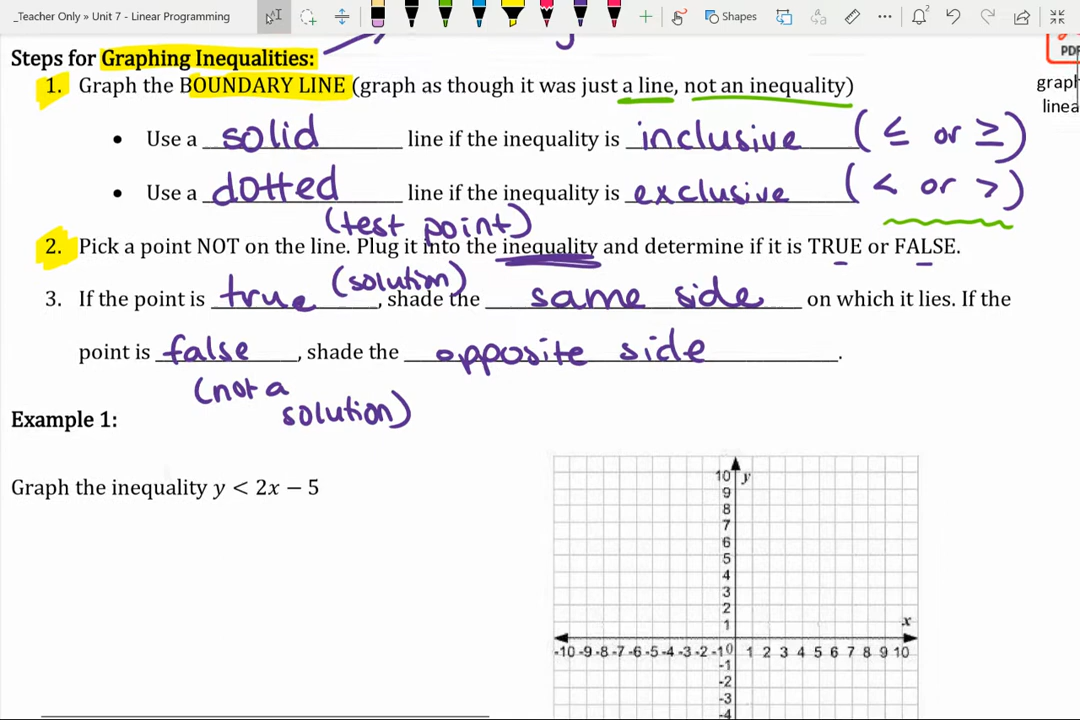 _Teacher Only » Unit 7 - Linear Programming
Shapes
PDF
Steps for Graphing Inequalities:
1. Graph the BOUNDARY LINE (graph as though it was just a line, not an inequality)
graph
linea
• Use a solid line if the inequality is inclusive (≤ or ≥)
• Use a dotted line if the inequality is exclusive (< or >)
(test point)
2. Pick a point NOT on the line. Plug it into the inequality and determine if it is TRUE or FALSE.
(solution)
3. If the point is true, shade the same side on which it lies. If the
point is false, shade the opposite side.
(not a
solution)
Example 1:
Graph the inequality y < 2x − 5
10 y
9
8
7
6
5
4
3
2
1
x
-10 -9 -8 -7 -6 -5 -4 -3 -2 -1 0 1 2 3 4 5 6 7 8 9 10
-1
-2
-3
-4